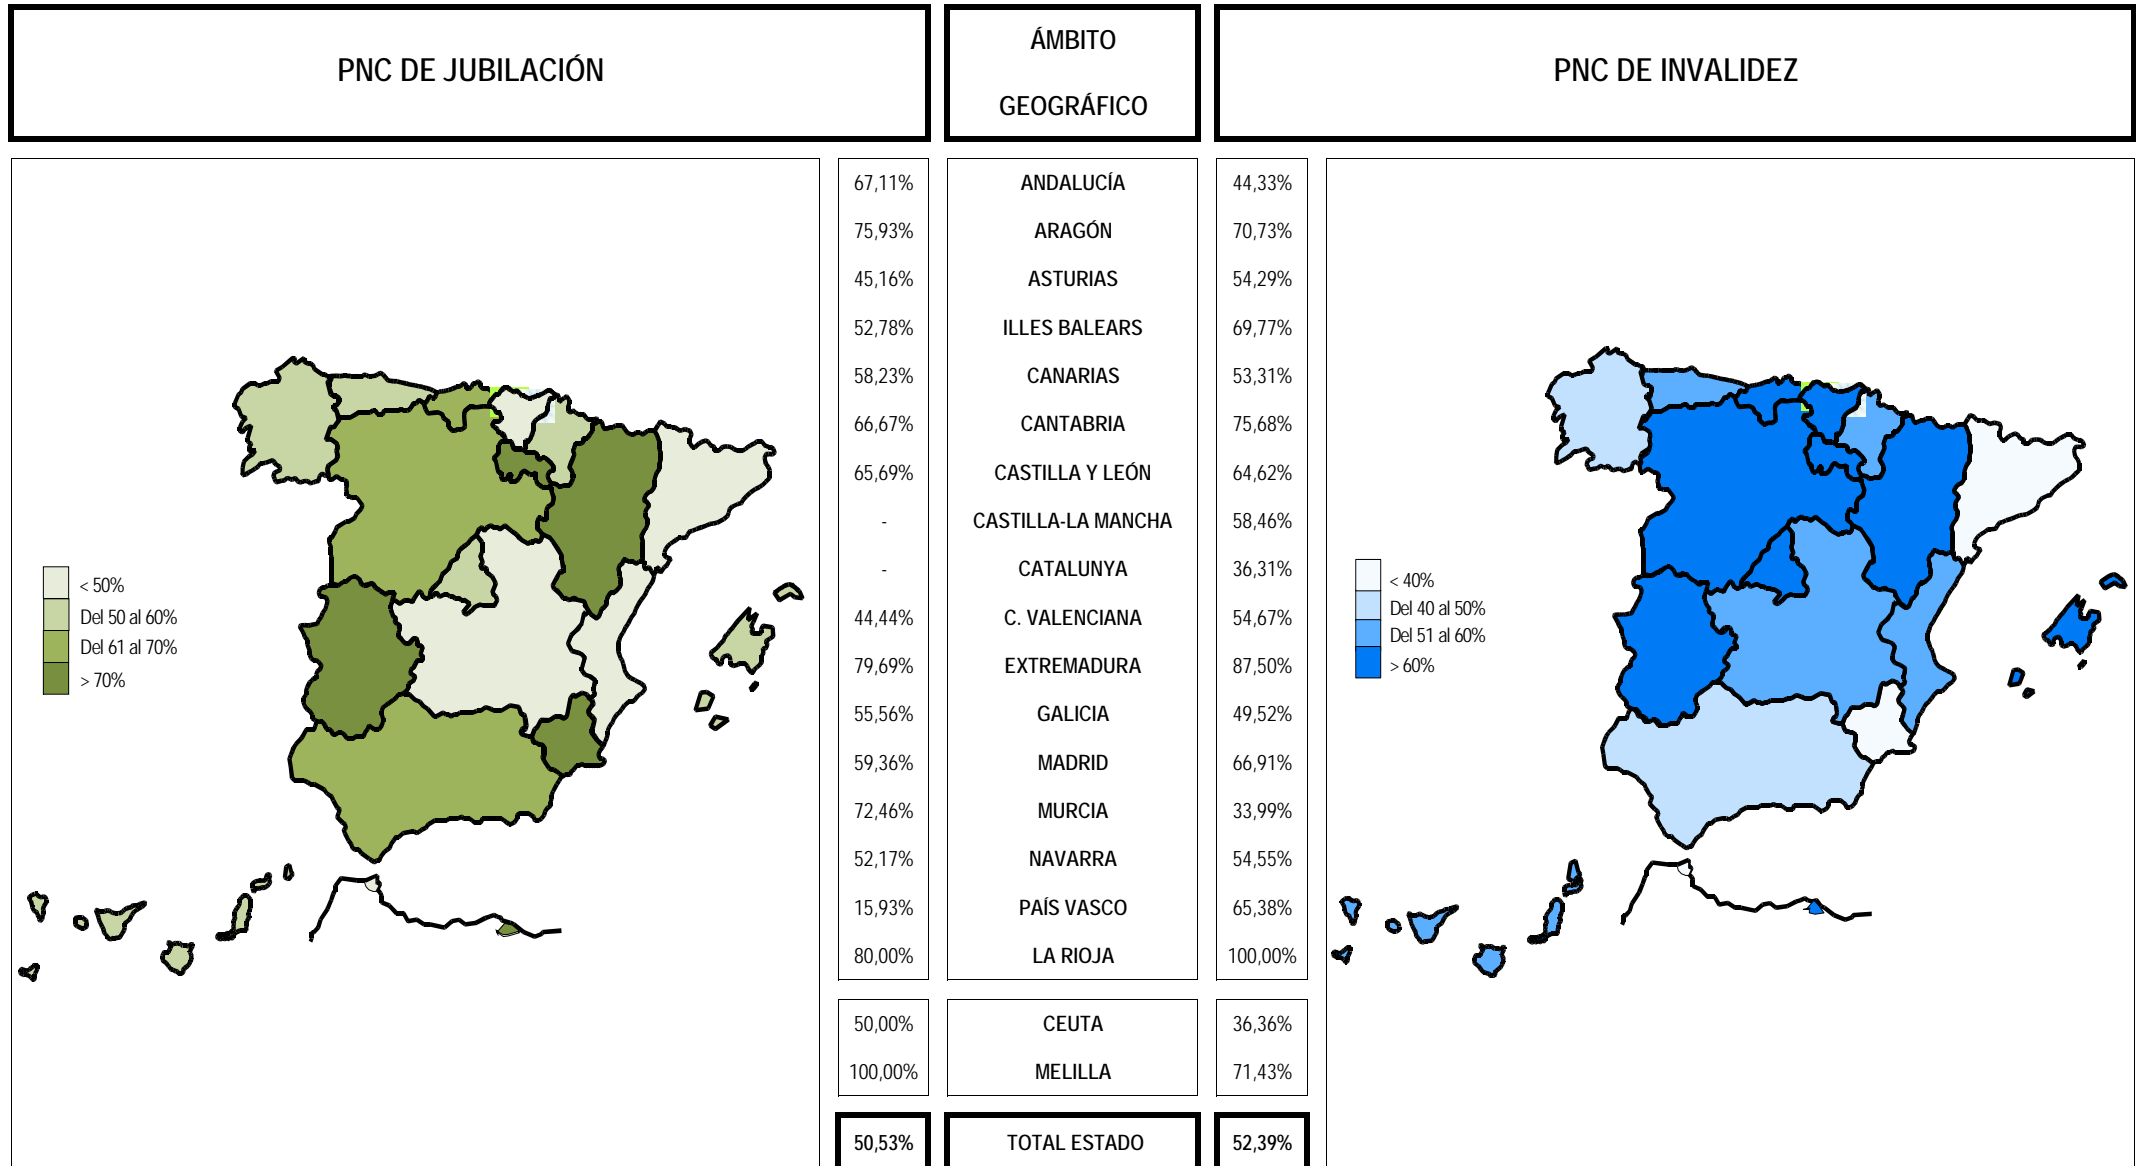 PNC DE JUBILACIÓN
ÁMBITO
GEOGRÁFICO
PNC DE INVALIDEZ
67,11% ANDALUCÍA 44,33%
75,93% ARAGÓN 70,73%
45,16% ASTURIAS 54,29%
52,78% ILLES BALEARS 69,77%
58,23% CANARIAS 53,31%
66,67% CANTABRIA 75,68%
65,69% CASTILLA Y LEÓN 64,62%
- CASTILLA-LA MANCHA 58,46%
- CATALUNYA 36,31%
44,44% C. VALENCIANA 54,67%
79,69% EXTREMADURA 87,50%
55,56% GALICIA 49,52%
59,36% MADRID 66,91%
72,46% MURCIA 33,99%
52,17% NAVARRA 54,55%
15,93% PAÍS VASCO 65,38%
80,00% LA RIOJA 100,00%
50,00% CEUTA 36,36%
100,00% MELILLA 71,43%
50,53% TOTAL ESTADO 52,39%
< 50%
Del 50 al 60%
Del 61 al 70%
> 70%
< 40%
Del 40 al 50%
Del 51 al 60%
> 60%